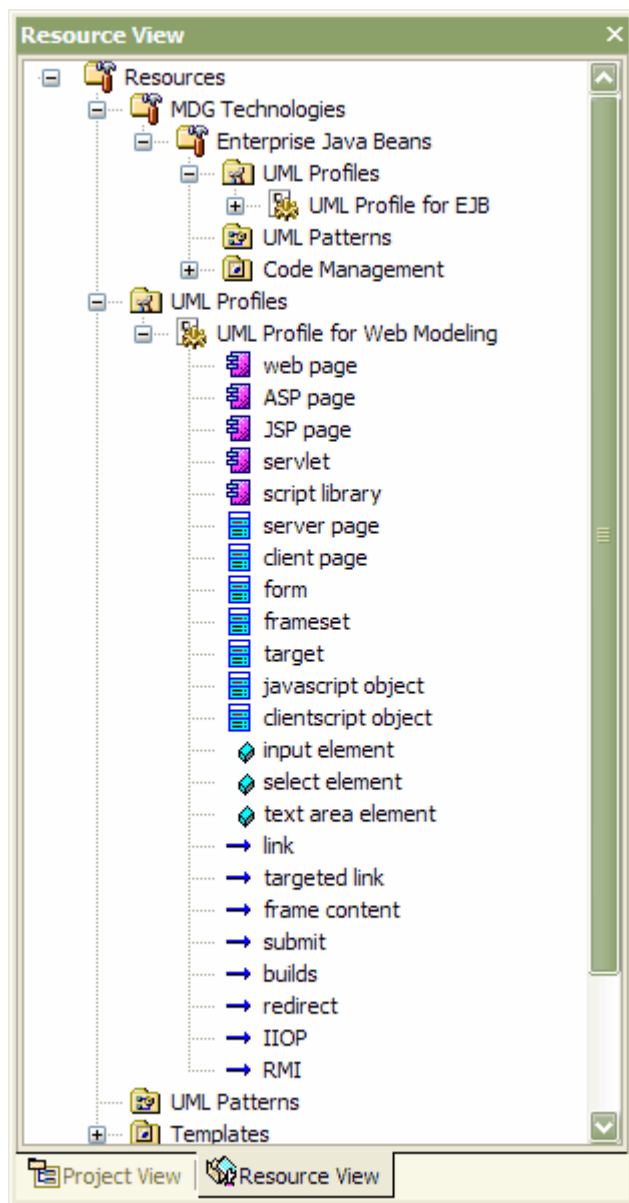 Resource View
Resources
MDG Technologies
Enterprise Java Beans
UML Profiles
UML Profile for EJB
UML Patterns
Code Management
UML Profiles
UML Profile for Web Modeling
web page
ASP page
JSP page
servlet
script library
server page
client page
form
frameset
target
javascript object
clientscript object
input element
select element
text area element
link
targeted link
frame content
submit
builds
redirect
IIOP
RMI
UML Patterns
Templates
Project View Resource View